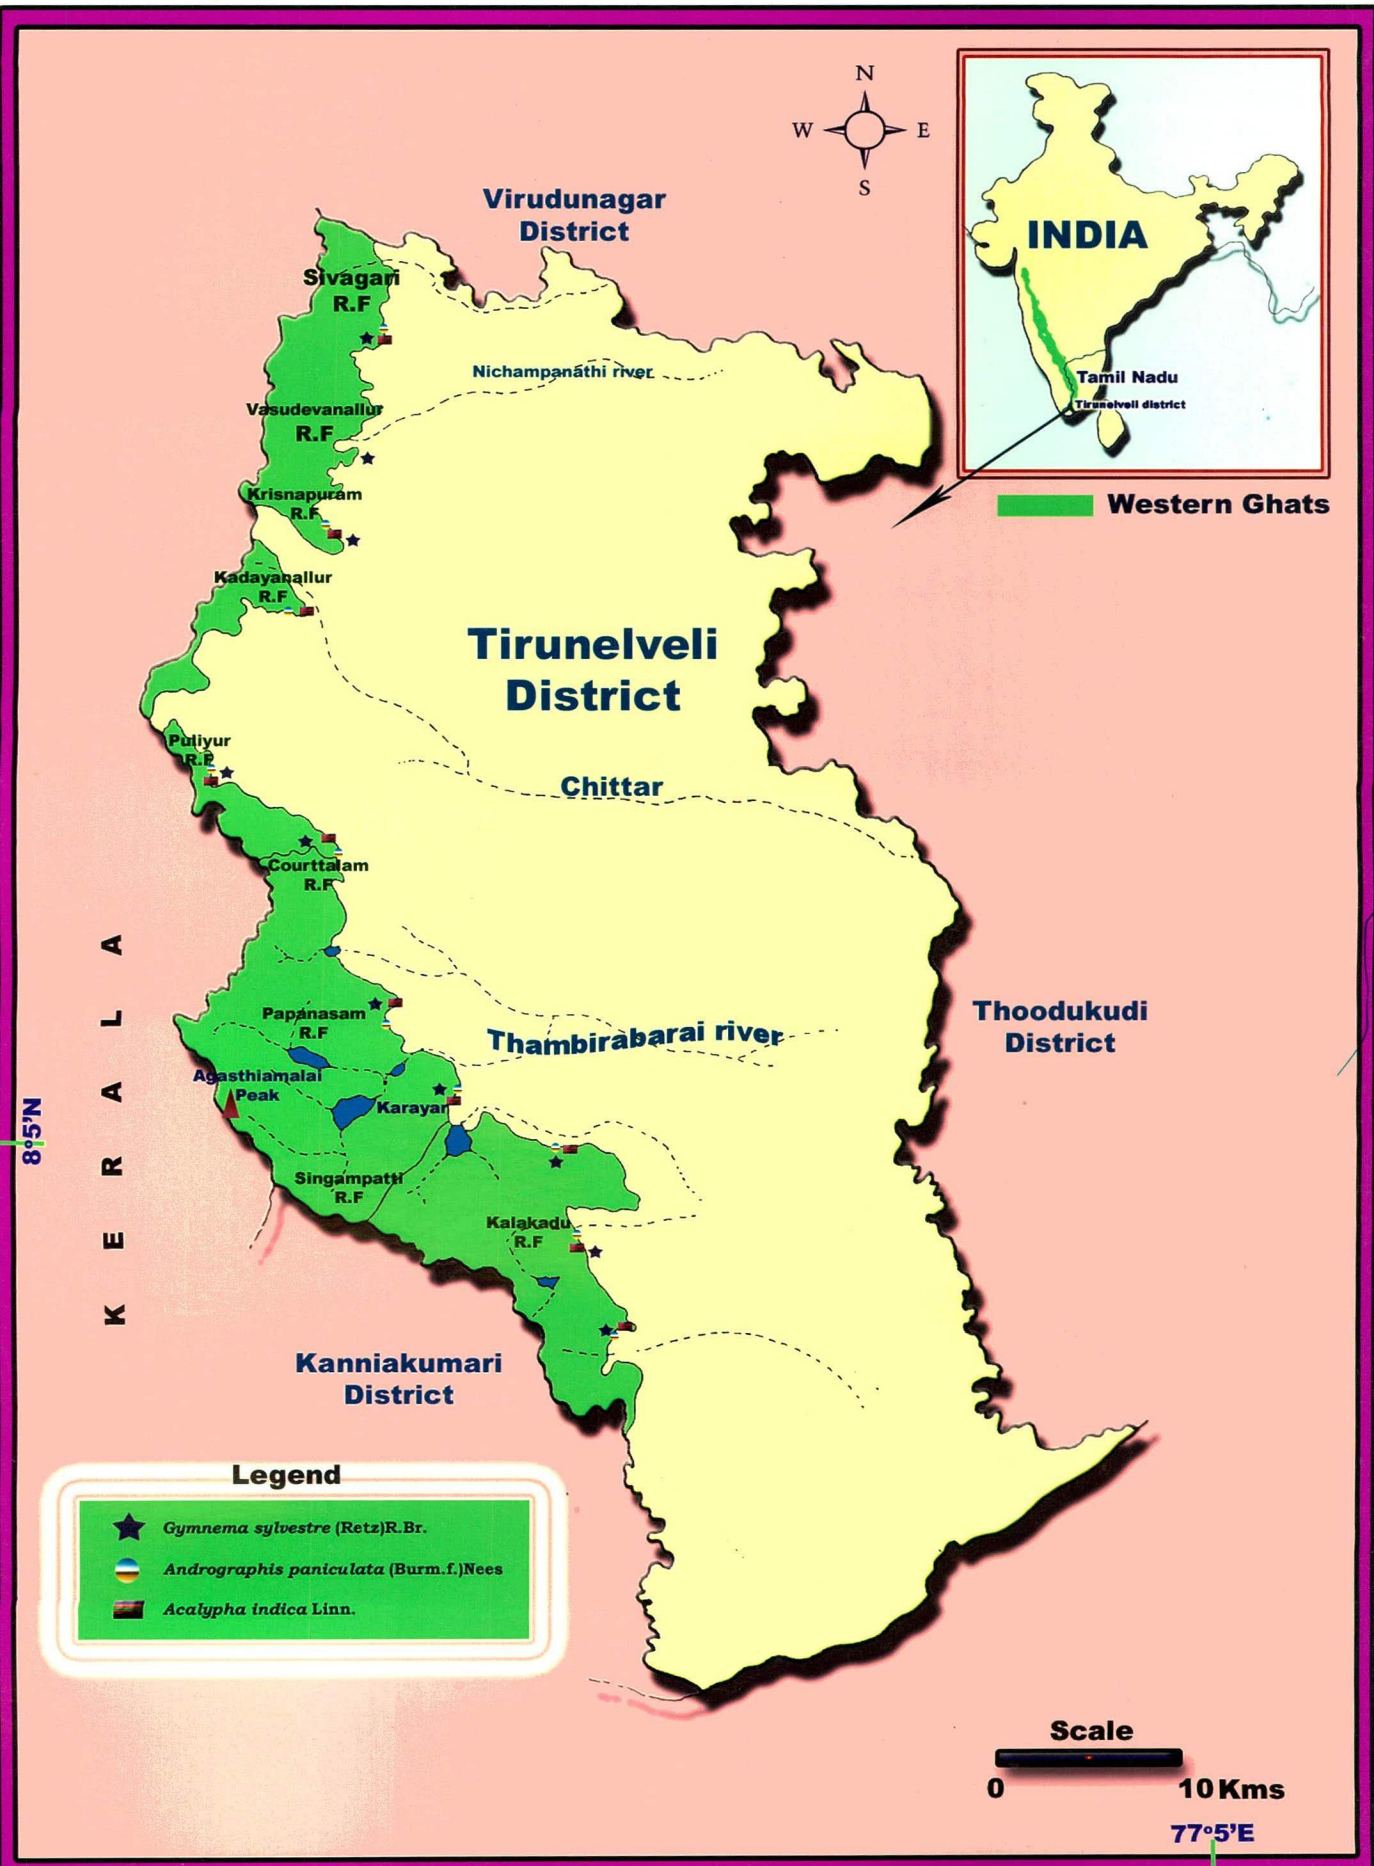 N
W E
S
Virudunagar
District
INDIA
Tamil Nadu
Tirunelveli district
Western Ghats
Sivagari
R.F
Nichampanathi river
Vasudevanallur
R.F
Krisnapuram
R.F
Kadayanallur
R.F
Tirunelveli
District
Puliyur
R.F
Chittar
Courttalam
R.F
Papanasam
R.F
Thambirabarai river
Thoodukudi
District
Agasthiamalai
Peak
Karayar
Singampatti
R.F
Kalakadu
R.F
KERALA
8°5'N
Kanniakumari
District
Legend
Gymnema sylvestre (Retz)R.Br.
Andrographis paniculata (Burm.f.)Nees
Acalypha indica Linn.
Scale
0 10 Kms
77°5'E